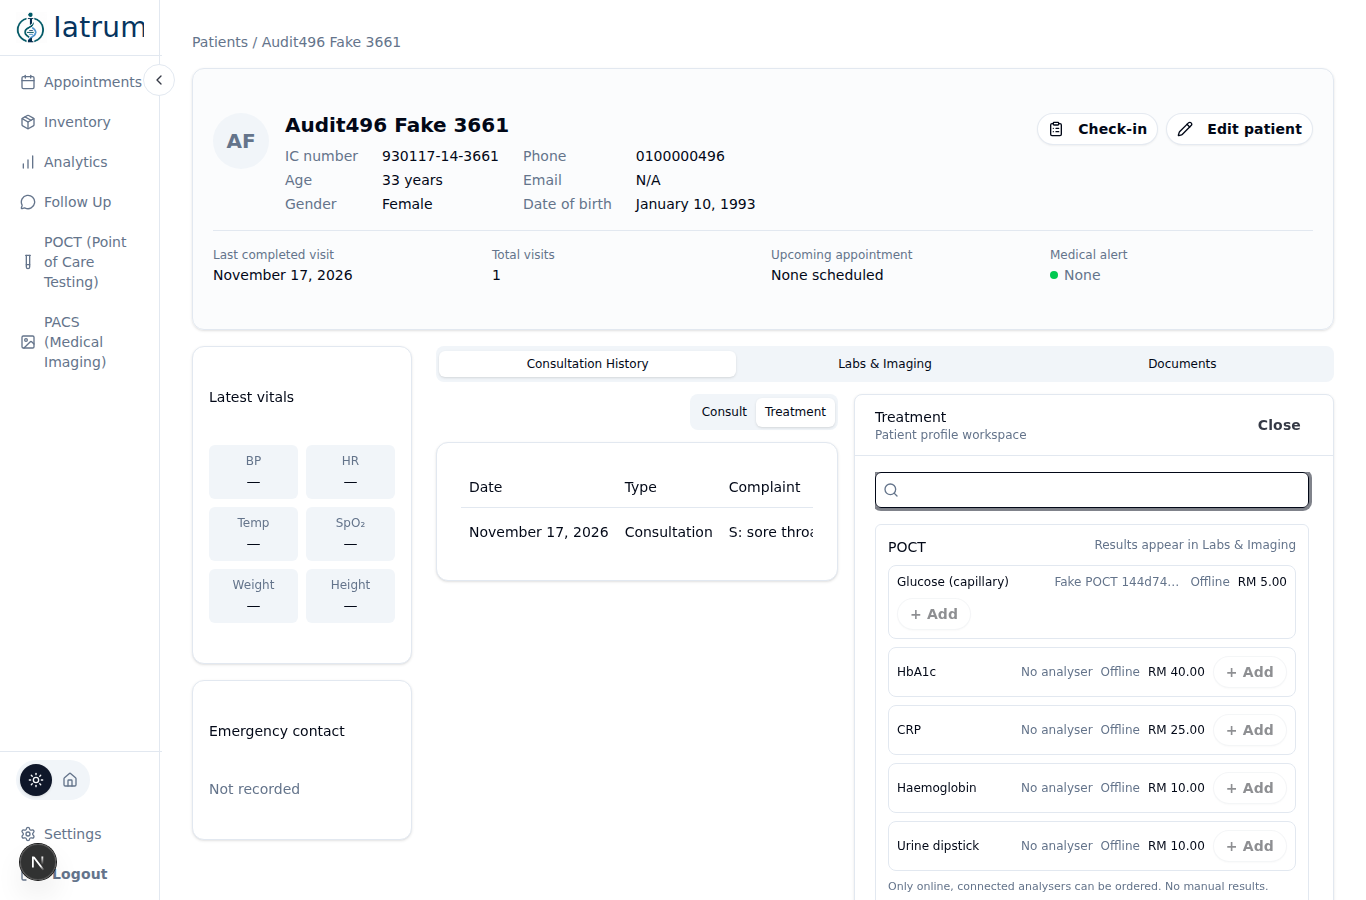 Iatrum
Appointments
Inventory
Analytics
Follow Up
POCT (Point
of Care
Testing)
PACS
(Medical
Imaging)
Settings
N
Logout
Patients / Audit496 Fake 3661
AF
Audit496 Fake 3661
Check-in
Edit patient
IC number 930117-14-3661 Phone 0100000496
Age 33 years Email N/A
Gender Female Date of birth January 10, 1993
Last completed visit Total visits Upcoming appointment Medical alert
November 17, 2026 1 None scheduled None
Latest vitals
BP HR
— —
Temp SpO₂
— —
Weight Height
— —
Emergency contact
Not recorded
Consultation History Labs & Imaging Documents
Consult Treatment
Date Type Complaint
November 17, 2026 Consultation S: sore throa
Treatment
Patient profile workspace
Close
POCT Results appear in Labs & Imaging
Glucose (capillary) Fake POCT 144d74... Offline RM 5.00
+ Add
HbA1c No analyser Offline RM 40.00 + Add
CRP No analyser Offline RM 25.00 + Add
Haemoglobin No analyser Offline RM 10.00 + Add
Urine dipstick No analyser Offline RM 10.00 + Add
Only online, connected analysers can be ordered. No manual results.